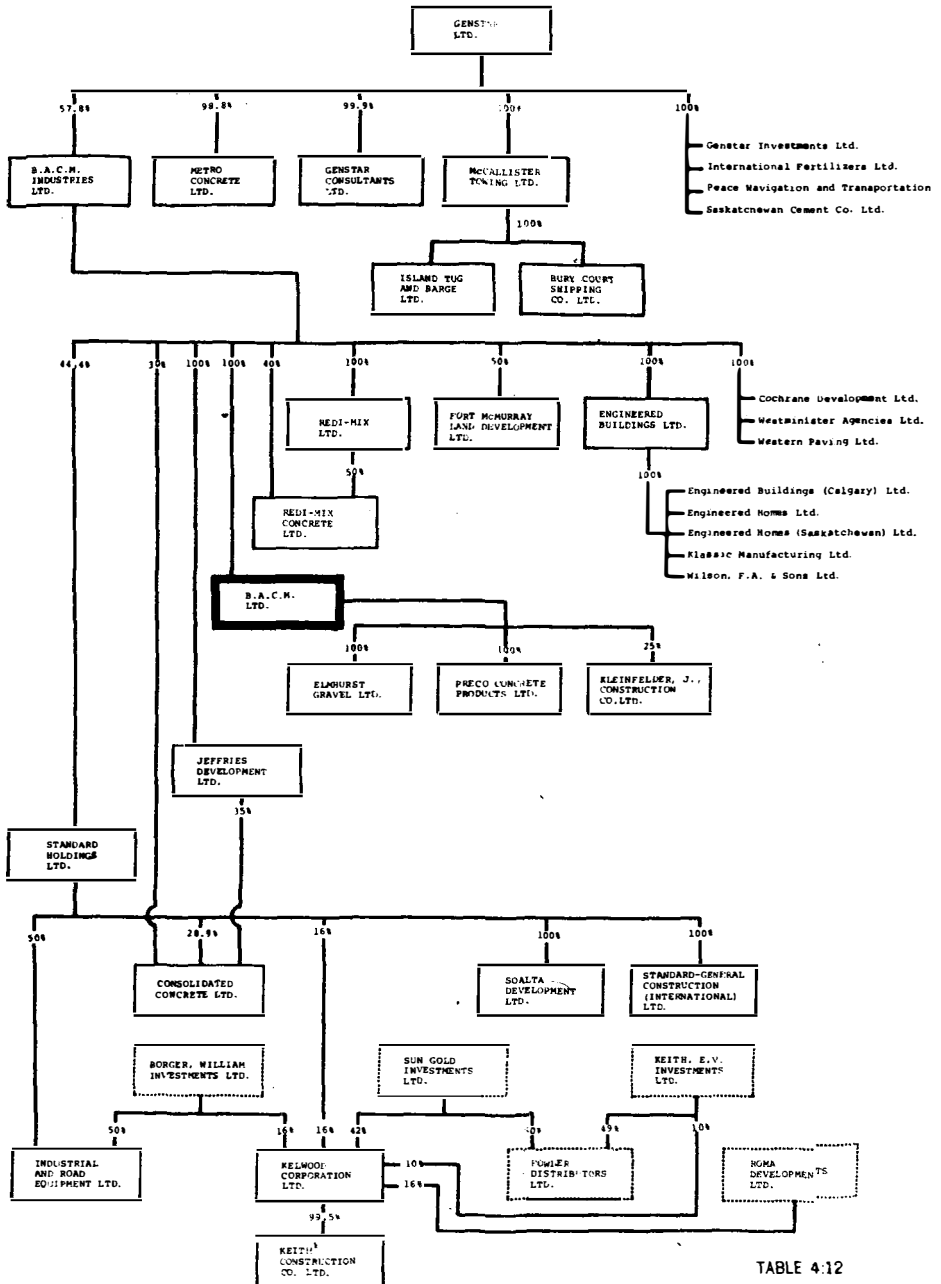 LTD.
57.8%
98.8%
99.9%
100%
B.A.C.M.
INDUSTRIES
LTD.
METRO
CONCRETE
LTD.
GENSTAR
CONSULTANTS
LTD.
McCALLISTER
TOWING LTD.
Genstar Investments Ltd.
International Fertilizers Ltd.
Peace Navigation and Transportation
Saskatchewan Cement Co. Ltd.
100%
ISLAND TUG
AND BARGE
LTD.
BURY COURT
SHIPPING
CO. LTD.
44.4%
30%
100%
100%
40%
100%
50%
100%
100%
REDI-MIX
LTD.
FORT McMURRAY
LAND DEVELOPMENT
LTD.
ENGINEERED
BUILDINGS LTD.
Cochrane Development Ltd.
Westminister Agencies Ltd.
Western Paving Ltd.
50%
100%
REDI-MIX
CONCRETE
LTD.
Engineered Buildings (Calgary) Ltd.
Engineered Homes Ltd.
Engineered Homes (Saskatchewan) Ltd.
Klassic Manufacturing Ltd.
Wilson, F.A. & Sons Ltd.
B.A.C.M.
LTD.
100%
100%
25%
ELMHURST
GRAVEL LTD.
PRECO CONCRETE
PRODUCTS LTD.
KLEINFELDER, J.,
CONSTRUCTION
CO.LTD.
JEFFRIES
DEVELOPMENT
LTD.
35%
STANDARD
HOLDINGS
LTD.
50%
28.9%
16%
100%
100%
CONSOLIDATED
CONCRETE LTD.
SOALTA
DEVELOPMENT
LTD.
STANDARD-GENERAL
CONSTRUCTION
(INTERNATIONAL)
LTD.
BORGER, WILLIAM
INVESTMENTS LTD.
SUN GOLD
INVESTMENTS
LTD.
KEITH, E.V.
INVESTMENTS
LTD.
50%
16%
16%
42%
49%
10%
INDUSTRIAL
AND ROAD
EQUIPMENT LTD.
KELWOOD
CORPORATION
LTD.
10%
16%
FOWLER
DISTRIBUTORS
LTD.
ROMA
DEVELOPMENTS
LTD.
99.5%
KEITH
CONSTRUCTION
CO. LTD.
TABLE 4:12